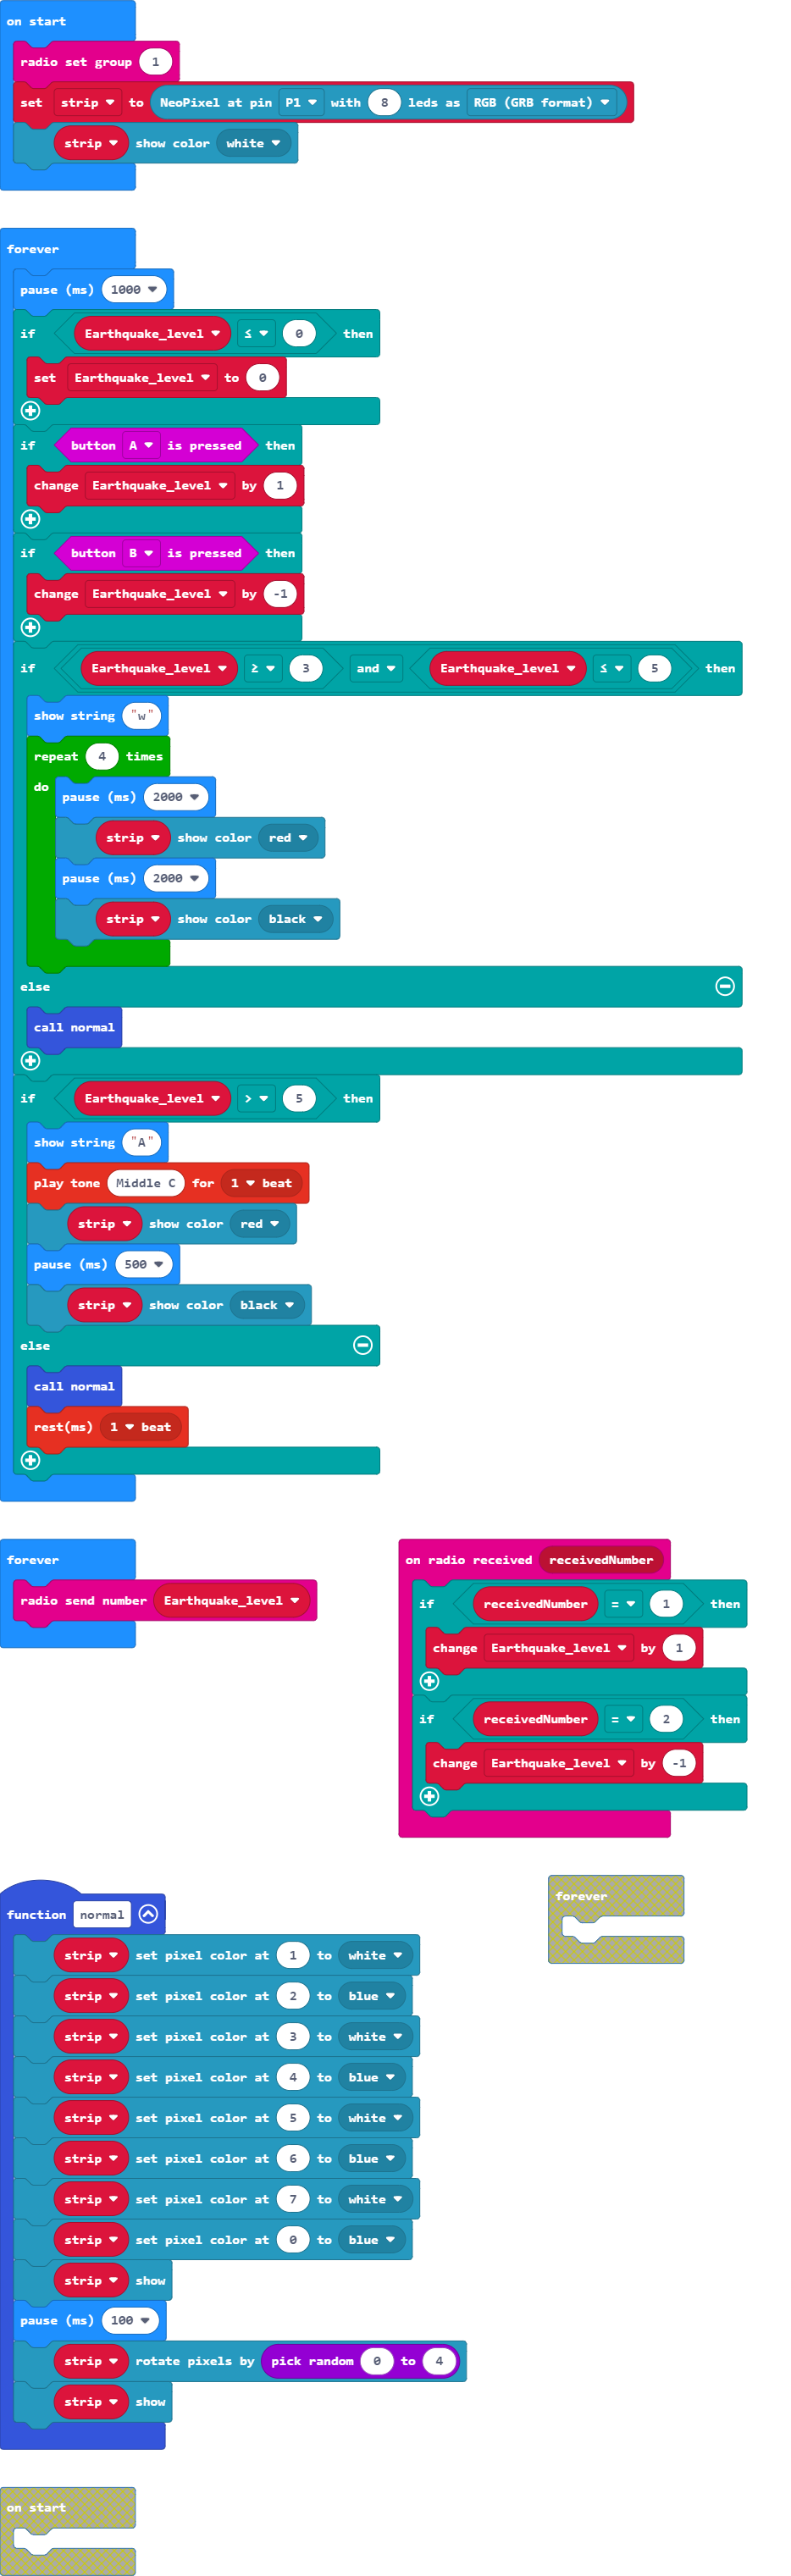 on start
radio set group 1
set strip to NeoPixel at pin P1 with 8 leds as RGB (GRB format)
strip show color white
forever
pause (ms) 1000
if Earthquake_level ≤ 0 then
set Earthquake_level to 0
if button A is pressed then
change Earthquake_level by 1
if button B is pressed then
change Earthquake_level by -1
if Earthquake_level ≥ 3 and Earthquake_level ≤ 5 then
show string "w"
repeat 4 times
do pause (ms) 2000
strip show color red
pause (ms) 2000
strip show color black
else
call normal
if Earthquake_level > 5 then
show string "A"
play tone Middle C for 1 beat
strip show color red
pause (ms) 500
strip show color black
else
call normal
rest(ms) 1 beat
forever
radio send number Earthquake_level
on radio received receivedNumber
if receivedNumber = 1 then
change Earthquake_level by 1
if receivedNumber = 2 then
change Earthquake_level by -1
function normal
strip set pixel color at 1 to white
strip set pixel color at 2 to blue
strip set pixel color at 3 to white
strip set pixel color at 4 to blue
strip set pixel color at 5 to white
strip set pixel color at 6 to blue
strip set pixel color at 7 to white
strip set pixel color at 0 to blue
strip show
pause (ms) 100
strip rotate pixels by pick random 0 to 4
strip show
forever
on start